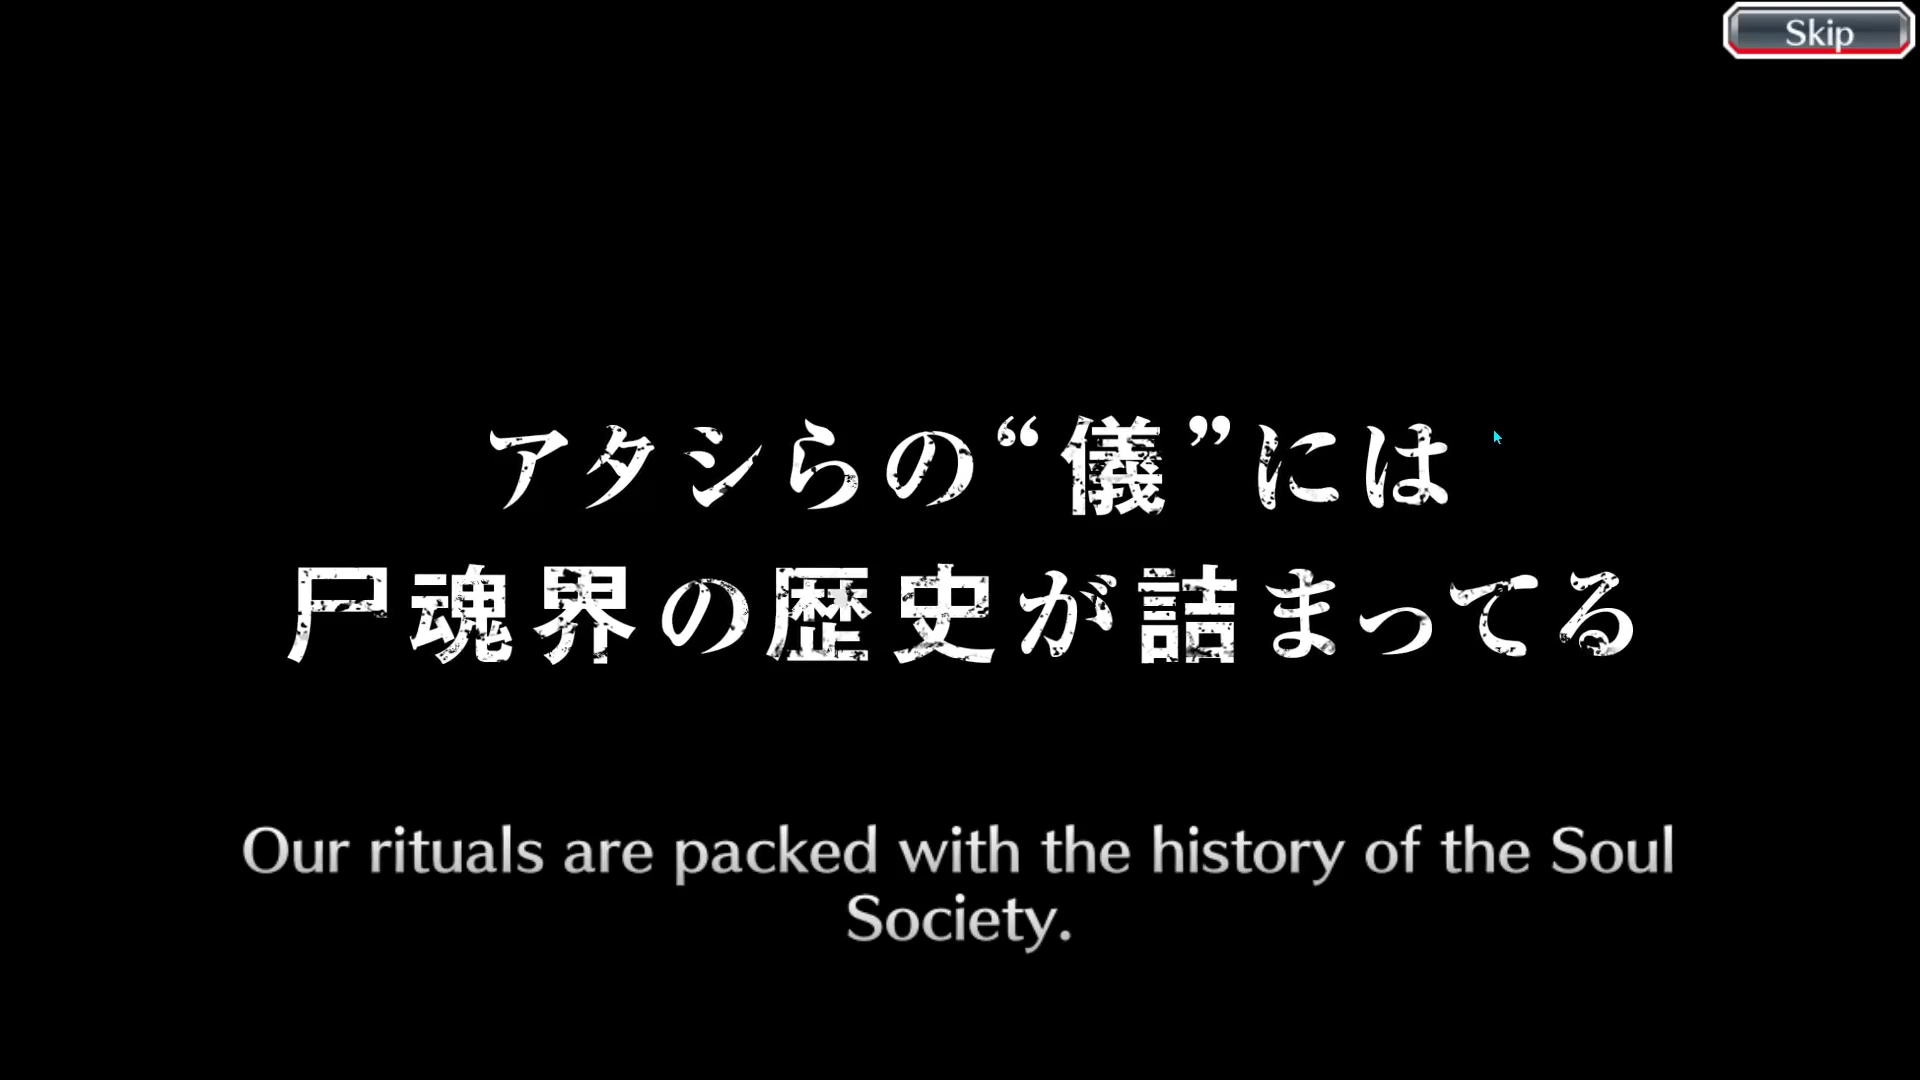 Skip
アタシらの“儀”には
尸魂界の歴史が詰まってる
Our rituals are packed with the history of the Soul
Society.